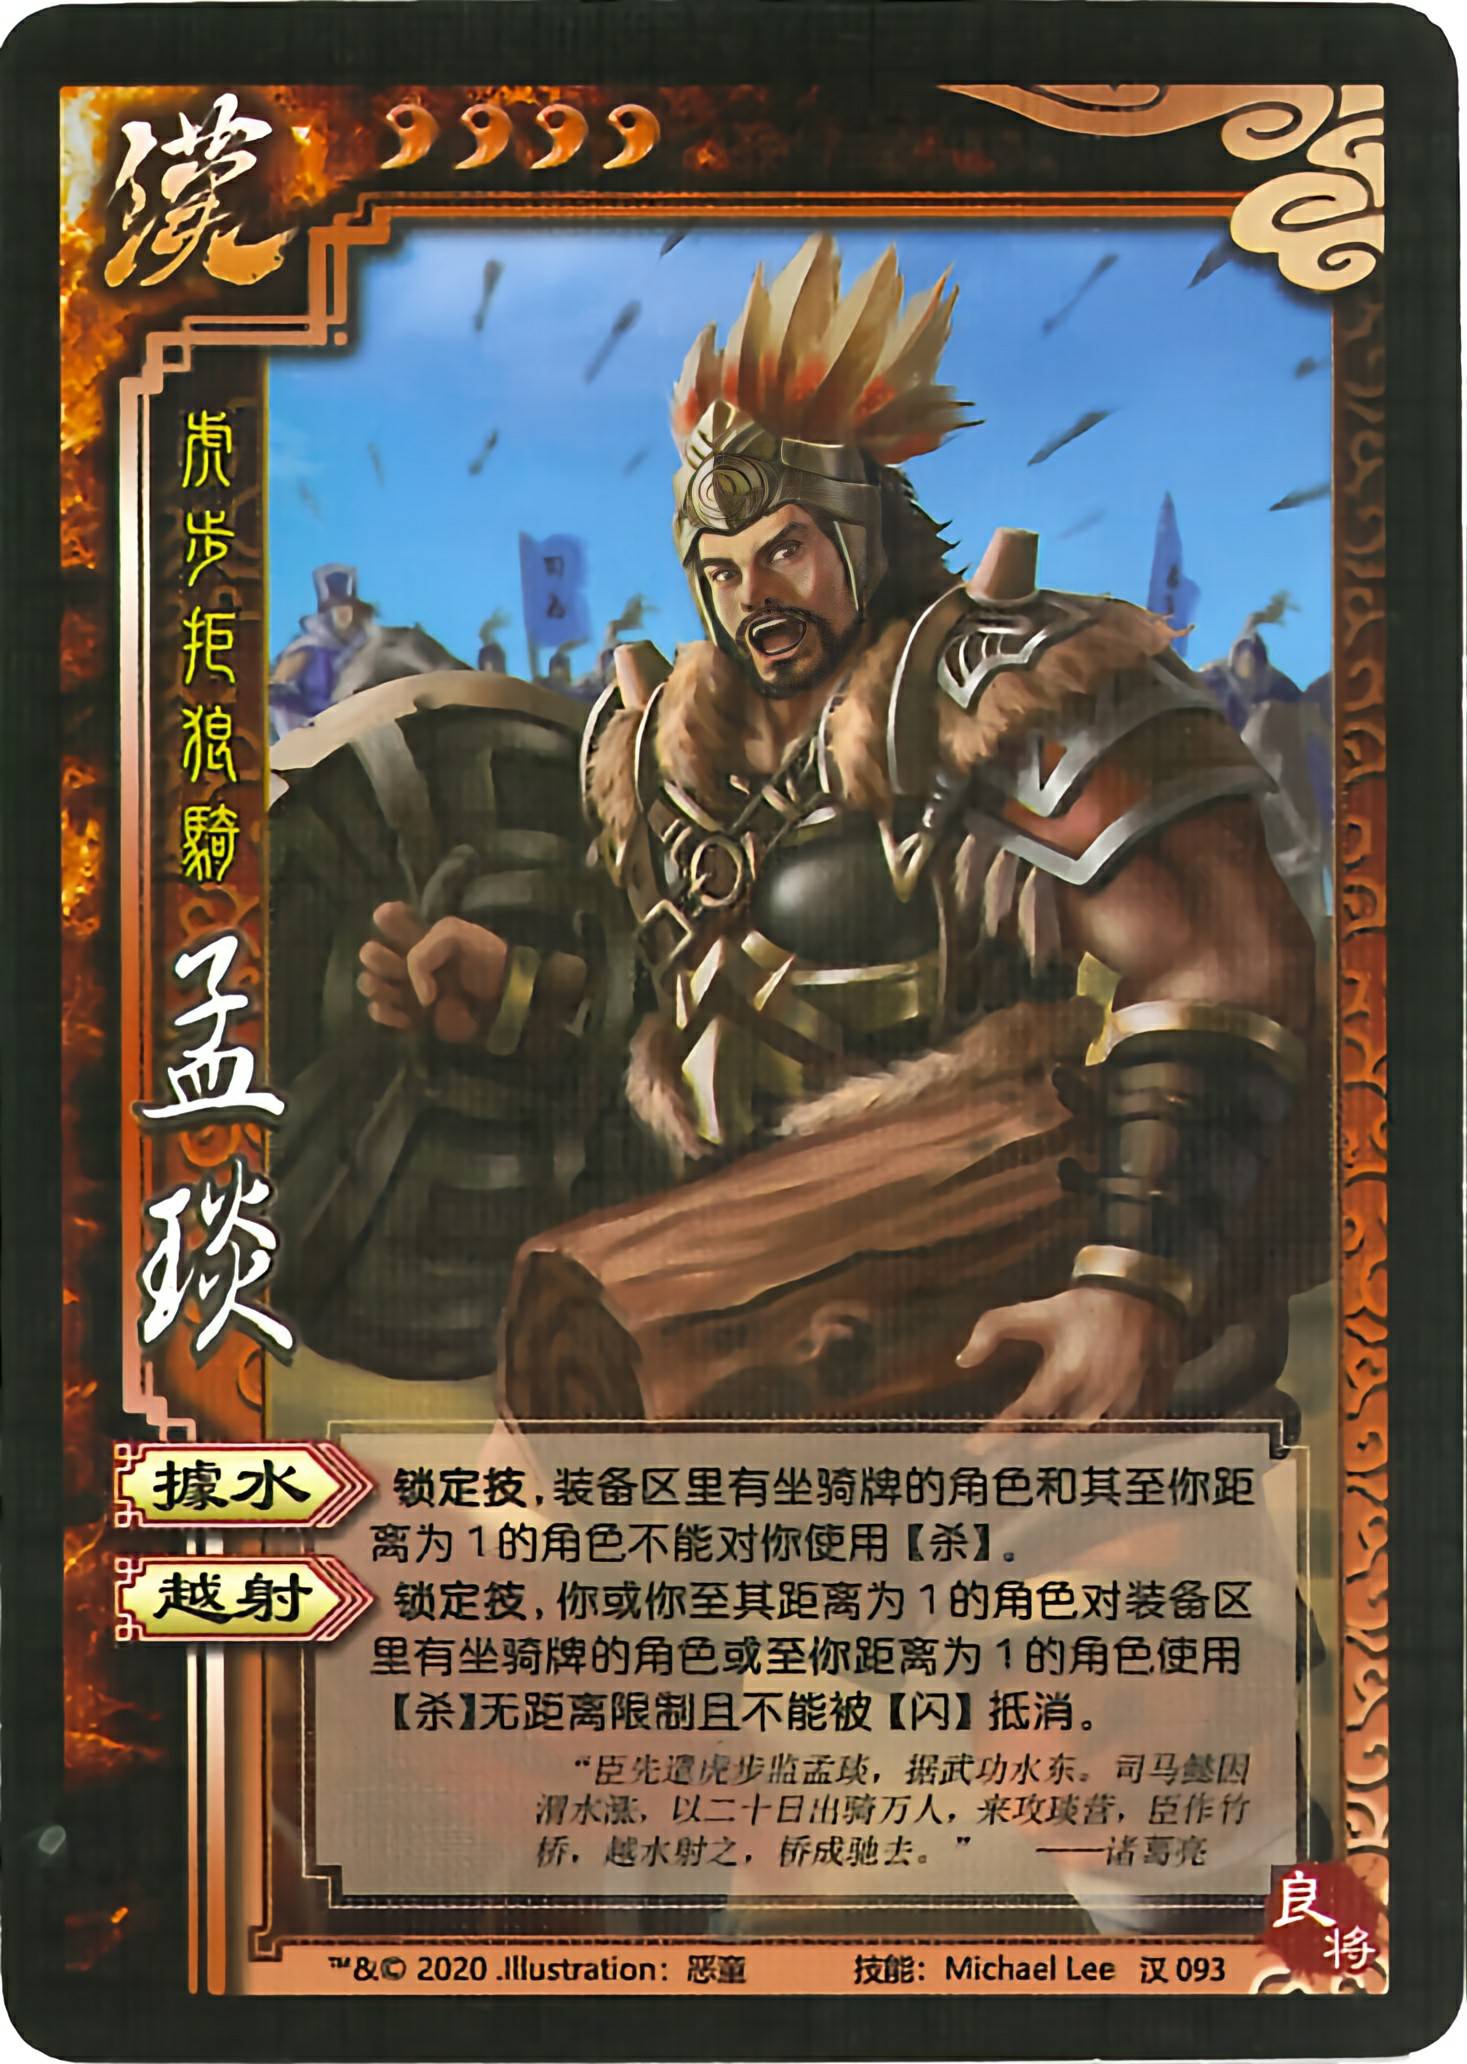 漢
虎步拒狼騎
孟琰
據水
锁定技，装备区里有坐骑牌的角色和其至你距
离为1的角色不能对你使用【杀】。
越射
锁定技，你或你至其距离为1的角色对装备区
里有坐骑牌的角色或至你距离为1的角色使用
【杀】无距离限制且不能被【闪】抵消。
“臣先遣虎步监孟琰，据武功水东。司马懿因
渭水涨，以二十日出骑万人，来攻琰营，臣作竹
桥，越水射之，桥成驰去。”——诸葛亮
良将
™&© 2020 .Illustration：恶童 技能：Michael Lee 汉 093